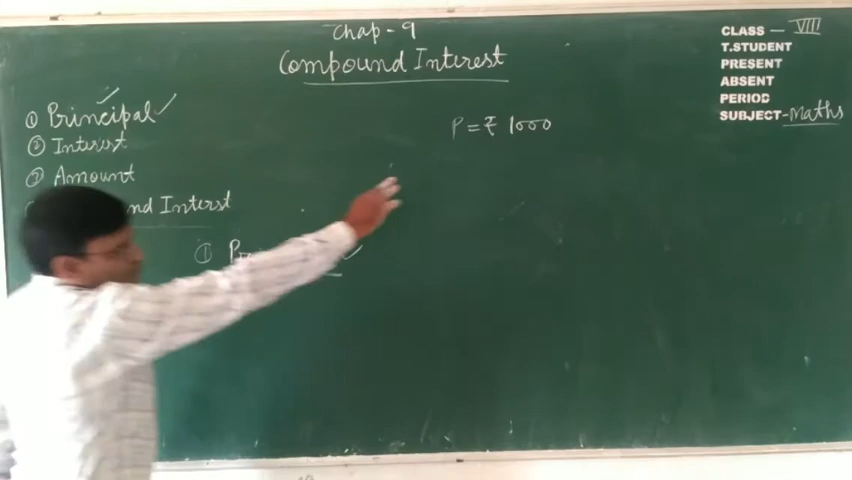 Chap - 9
Compound Interest
① Principal ✓
② Interest
③ Amount
nd Interst
①
P = ₹ 1000
CLASS — VIII
T.STUDENT
PRESENT
ABSENT
PERIOD
SUBJECT - Maths